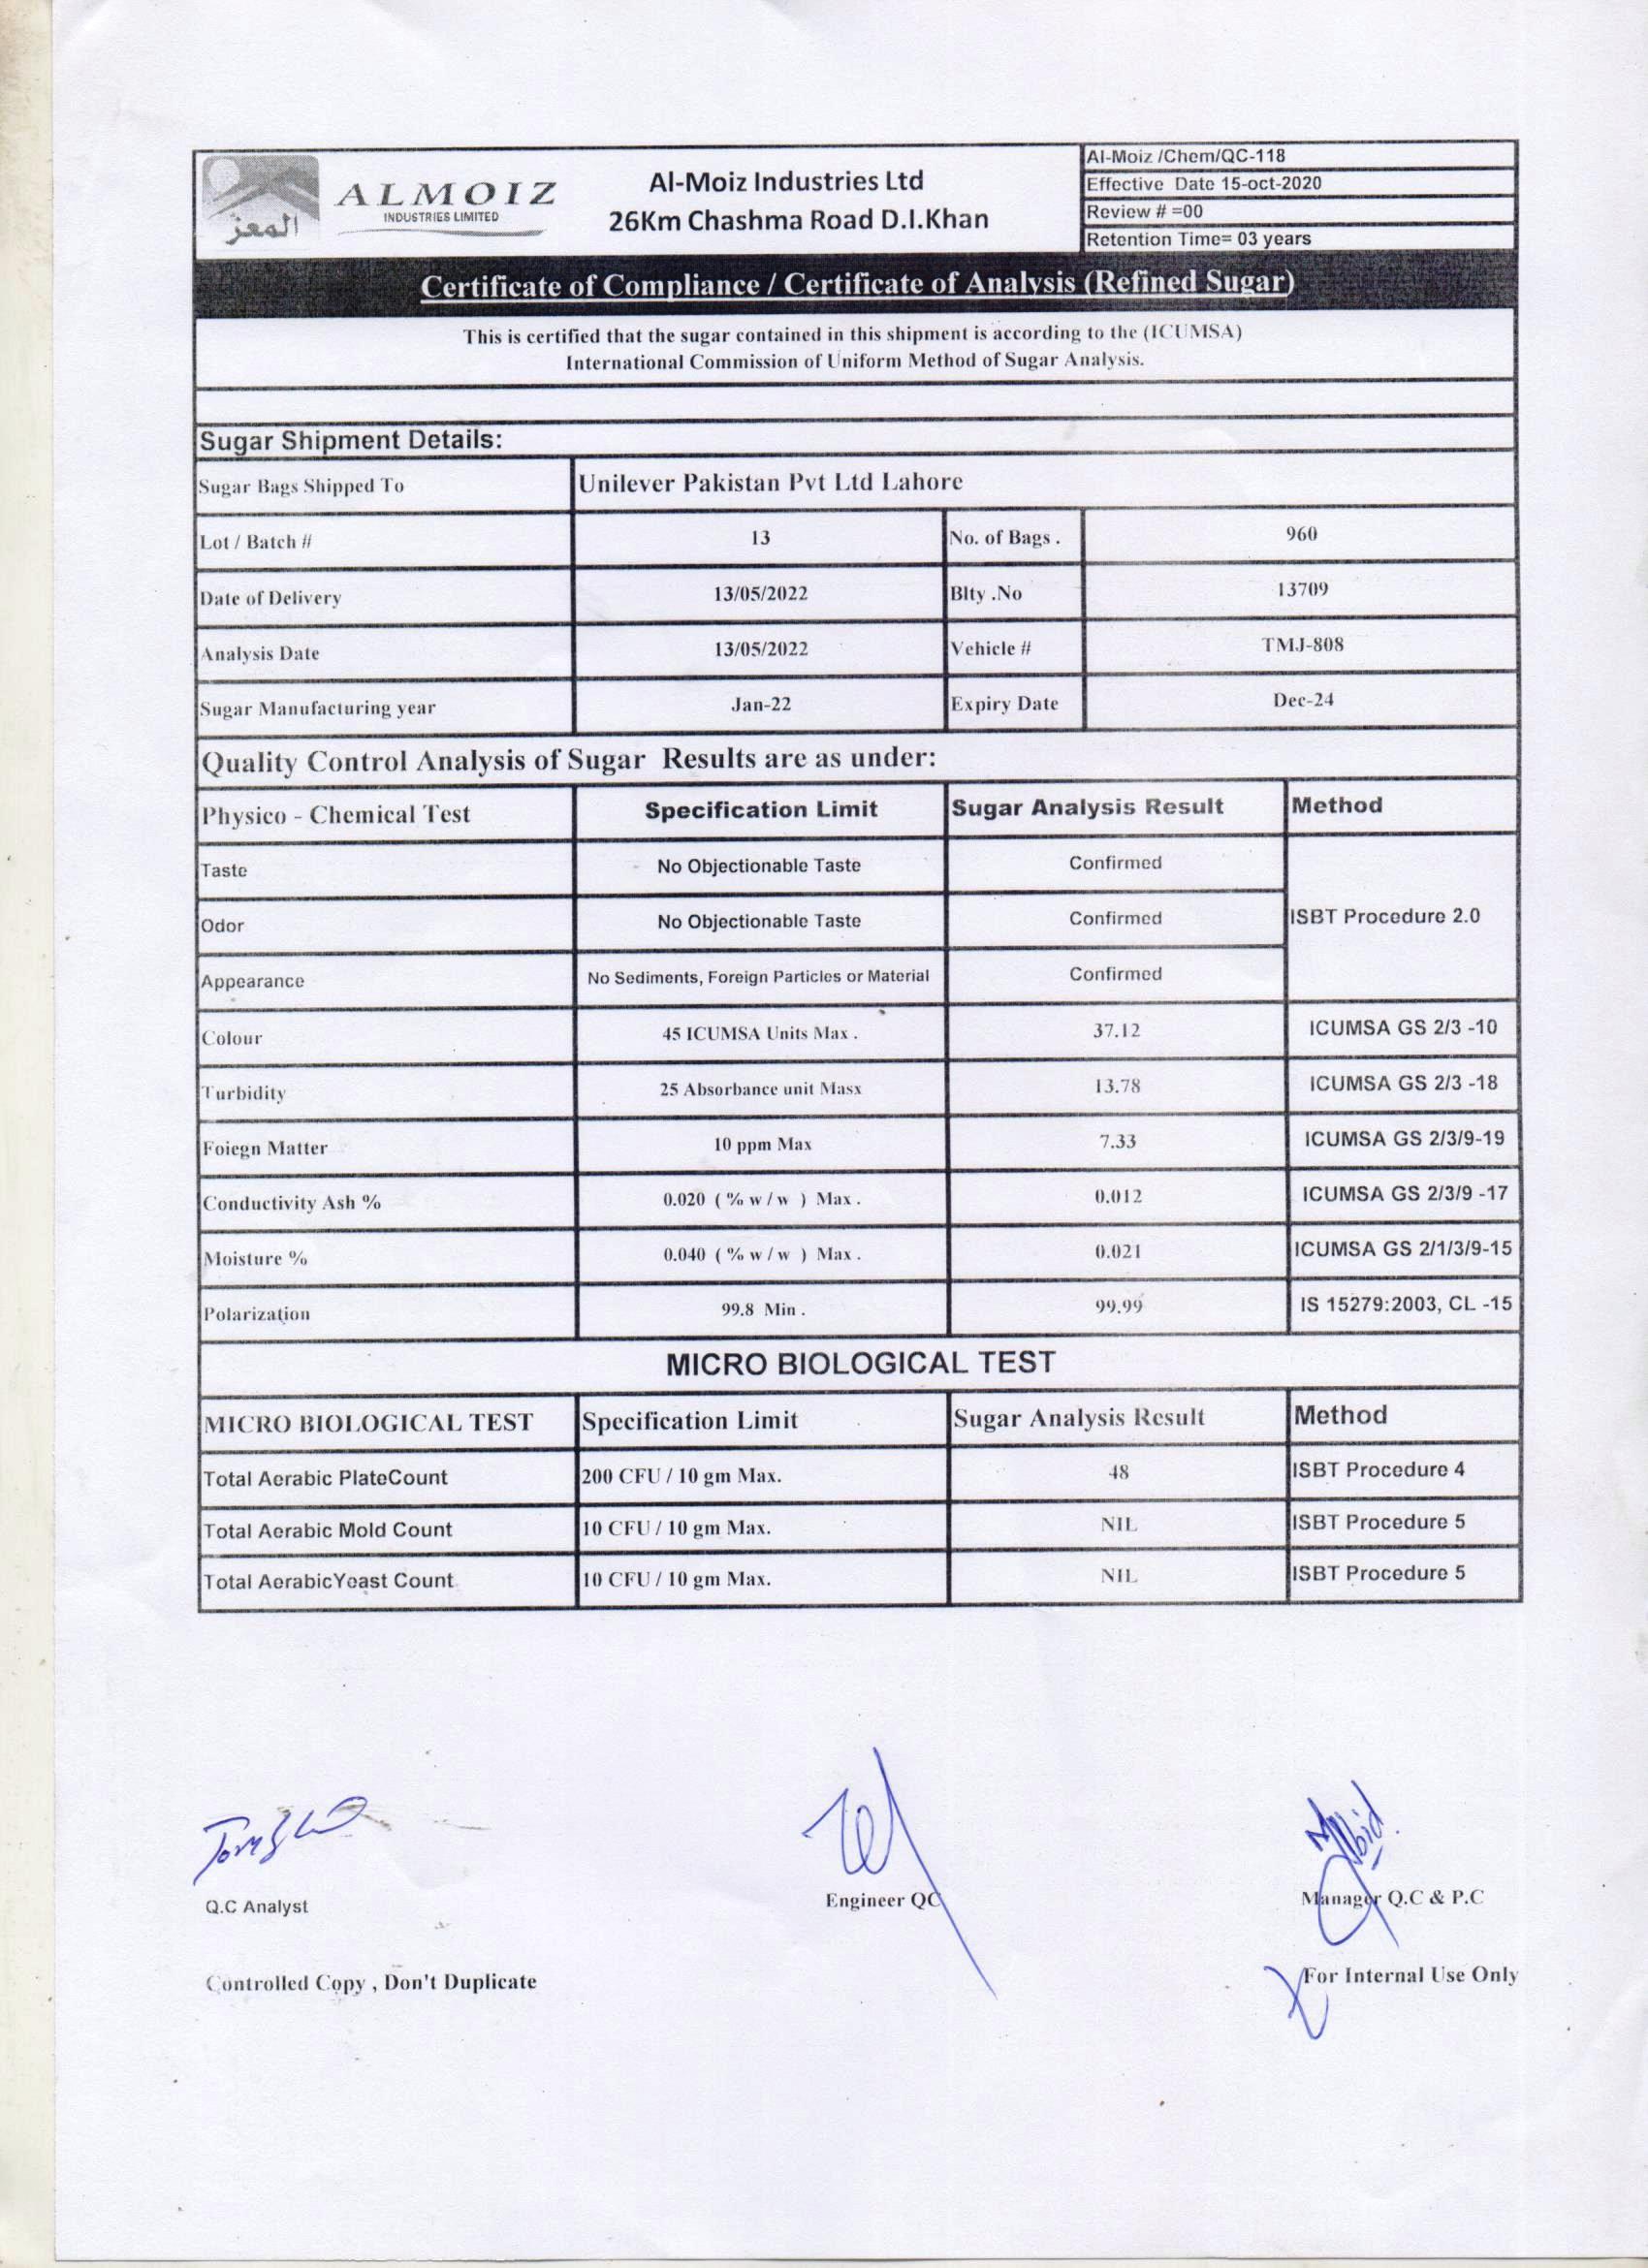 المعز
ALMOIZ
INDUSTRIES LIMITED
Al-Moiz Industries Ltd
26Km Chashma Road D.I.Khan
Al-Moiz /Chem/QC-118
Effective Date 15-oct-2020
Review # =00
Retention Time= 03 years
Certificate of Compliance / Certificate of Analysis (Refined Sugar)
This is certified that the sugar contained in this shipment is according to the (ICUMSA)
International Commission of Uniform Method of Sugar Analysis.
Sugar Shipment Details:
Sugar Bags Shipped To Unilever Pakistan Pvt Ltd Lahore
Lot / Batch # 13 No. of Bags . 960
Date of Delivery 13/05/2022 Blty .No 13709
Analysis Date 13/05/2022 Vehicle # TMJ-808
Sugar Manufacturing year Jan-22 Expiry Date Dec-24
Quality Control Analysis of Sugar Results are as under:
Physico - Chemical Test Specification Limit Sugar Analysis Result Method
Taste No Objectionable Taste Confirmed
Odor No Objectionable Taste Confirmed ISBT Procedure 2.0
Appearance No Sediments, Foreign Particles or Material Confirmed
Colour 45 ICUMSA Units Max . 37.12 ICUMSA GS 2/3 -10
Turbidity 25 Absorbance unit Masx 13.78 ICUMSA GS 2/3 -18
Foiegn Matter 10 ppm Max 7.33 ICUMSA GS 2/3/9-19
Conductivity Ash % 0.020 ( % w / w ) Max . 0.012 ICUMSA GS 2/3/9 -17
Moisture % 0.040 ( % w / w ) Max . 0.021 ICUMSA GS 2/1/3/9-15
Polarization 99.8 Min . 99.99 IS 15279:2003, CL -15
MICRO BIOLOGICAL TEST
MICRO BIOLOGICAL TEST Specification Limit Sugar Analysis Result Method
Total Aerabic PlateCount 200 CFU / 10 gm Max. 48 ISBT Procedure 4
Total Aerabic Mold Count 10 CFU / 10 gm Max. NIL ISBT Procedure 5
Total AerabicYeast Count 10 CFU / 10 gm Max. NIL ISBT Procedure 5
Q.C Analyst Engineer QC Manager Q.C & P.C
Controlled Copy , Don't Duplicate For Internal Use Only